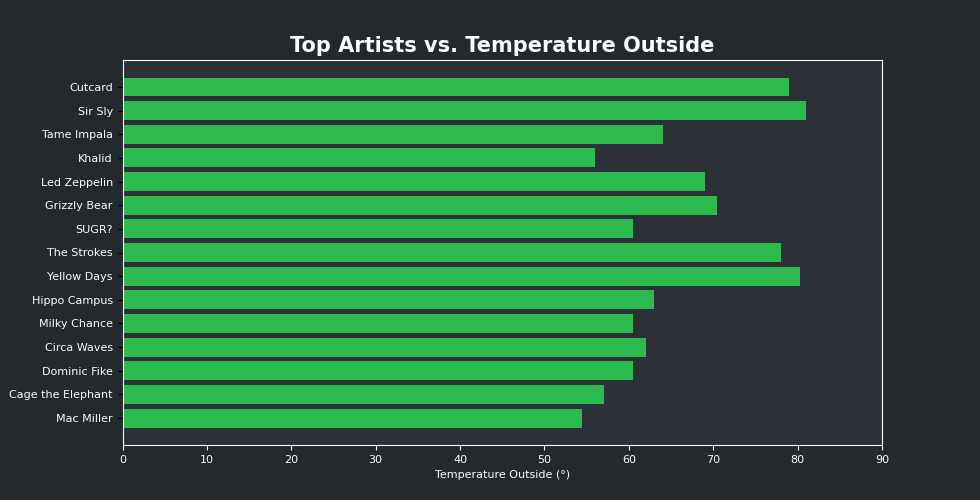 Top Artists vs. Temperature Outside
Cutcard
Sir Sly
Tame Impala
Khalid
Led Zeppelin
Grizzly Bear
SUGR?
The Strokes
Yellow Days
Hippo Campus
Milky Chance
Circa Waves
Dominic Fike
Cage the Elephant
Mac Miller
0 10 20 30 40 50 60 70 80 90
Temperature Outside (°)